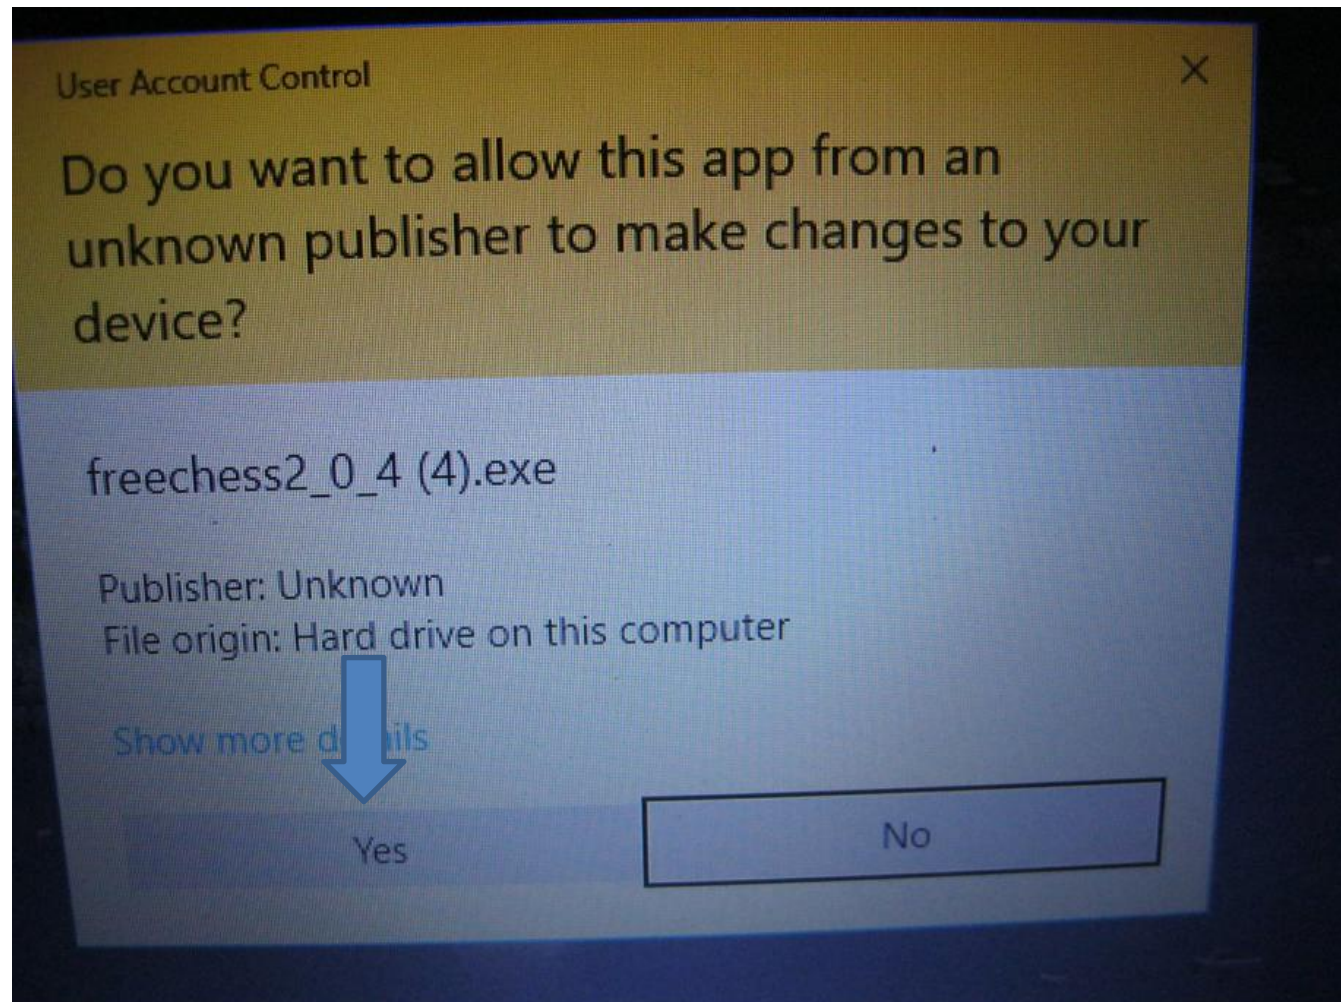 User Account Control
Do you want to allow this app from an
unknown publisher to make changes to your
device?
freechess2_0_4 (4).exe
Publisher: Unknown
File origin: Hard drive on this computer
Show more details
Yes
No